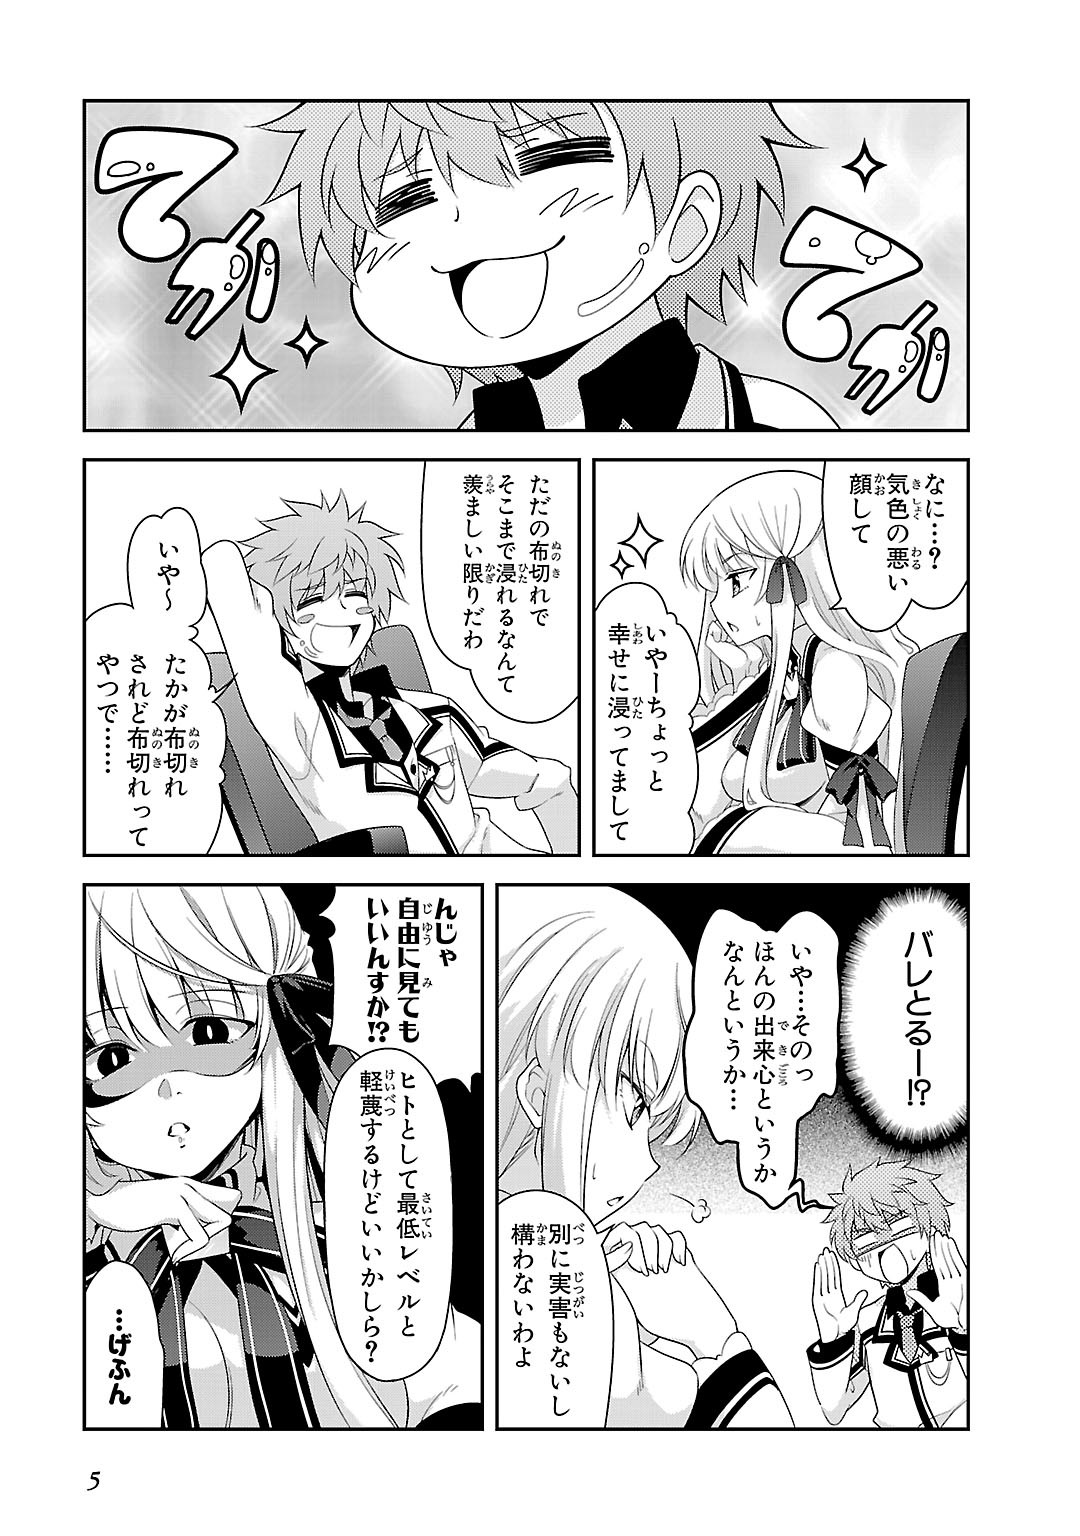 てか
てか
なに…?
気色の悪い
顔して
いやーちょっと
幸せに浸ってまして
ただの布切れで
そこまで浸れるなんて
羨ましい限りだわ
いや〜
たかが布切れ
されど布切れって
やつで……
バレとるー!?
いや…そのっ
ほんの出来心というか
なんというか…
別に実害もないし
構わないわよ
んじゃ
自由に見ても
いいんすか!?
ヒトとして最低レベルと
軽蔑するけどいいかしら?
…げふん
5